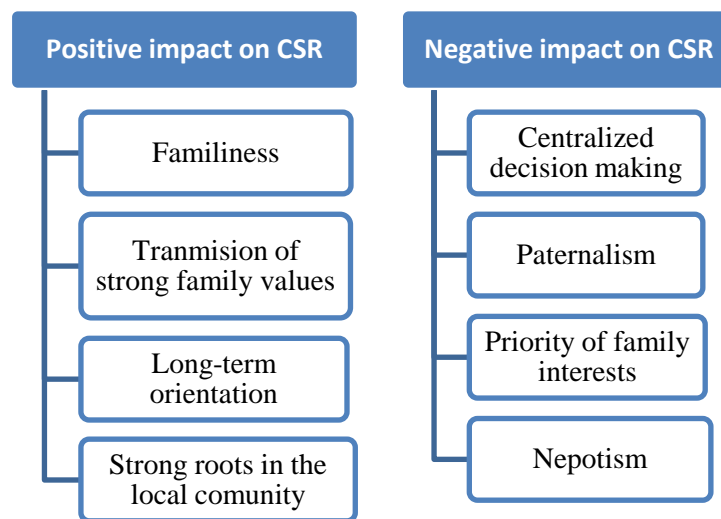 Positive impact on CSR
Familiness
Tranmision of
strong family values
Long-term
orientation
Strong roots in the
local comunity
Negative impact on CSR
Centralized
decision making
Paternalism
Priority of family
interests
Nepotism